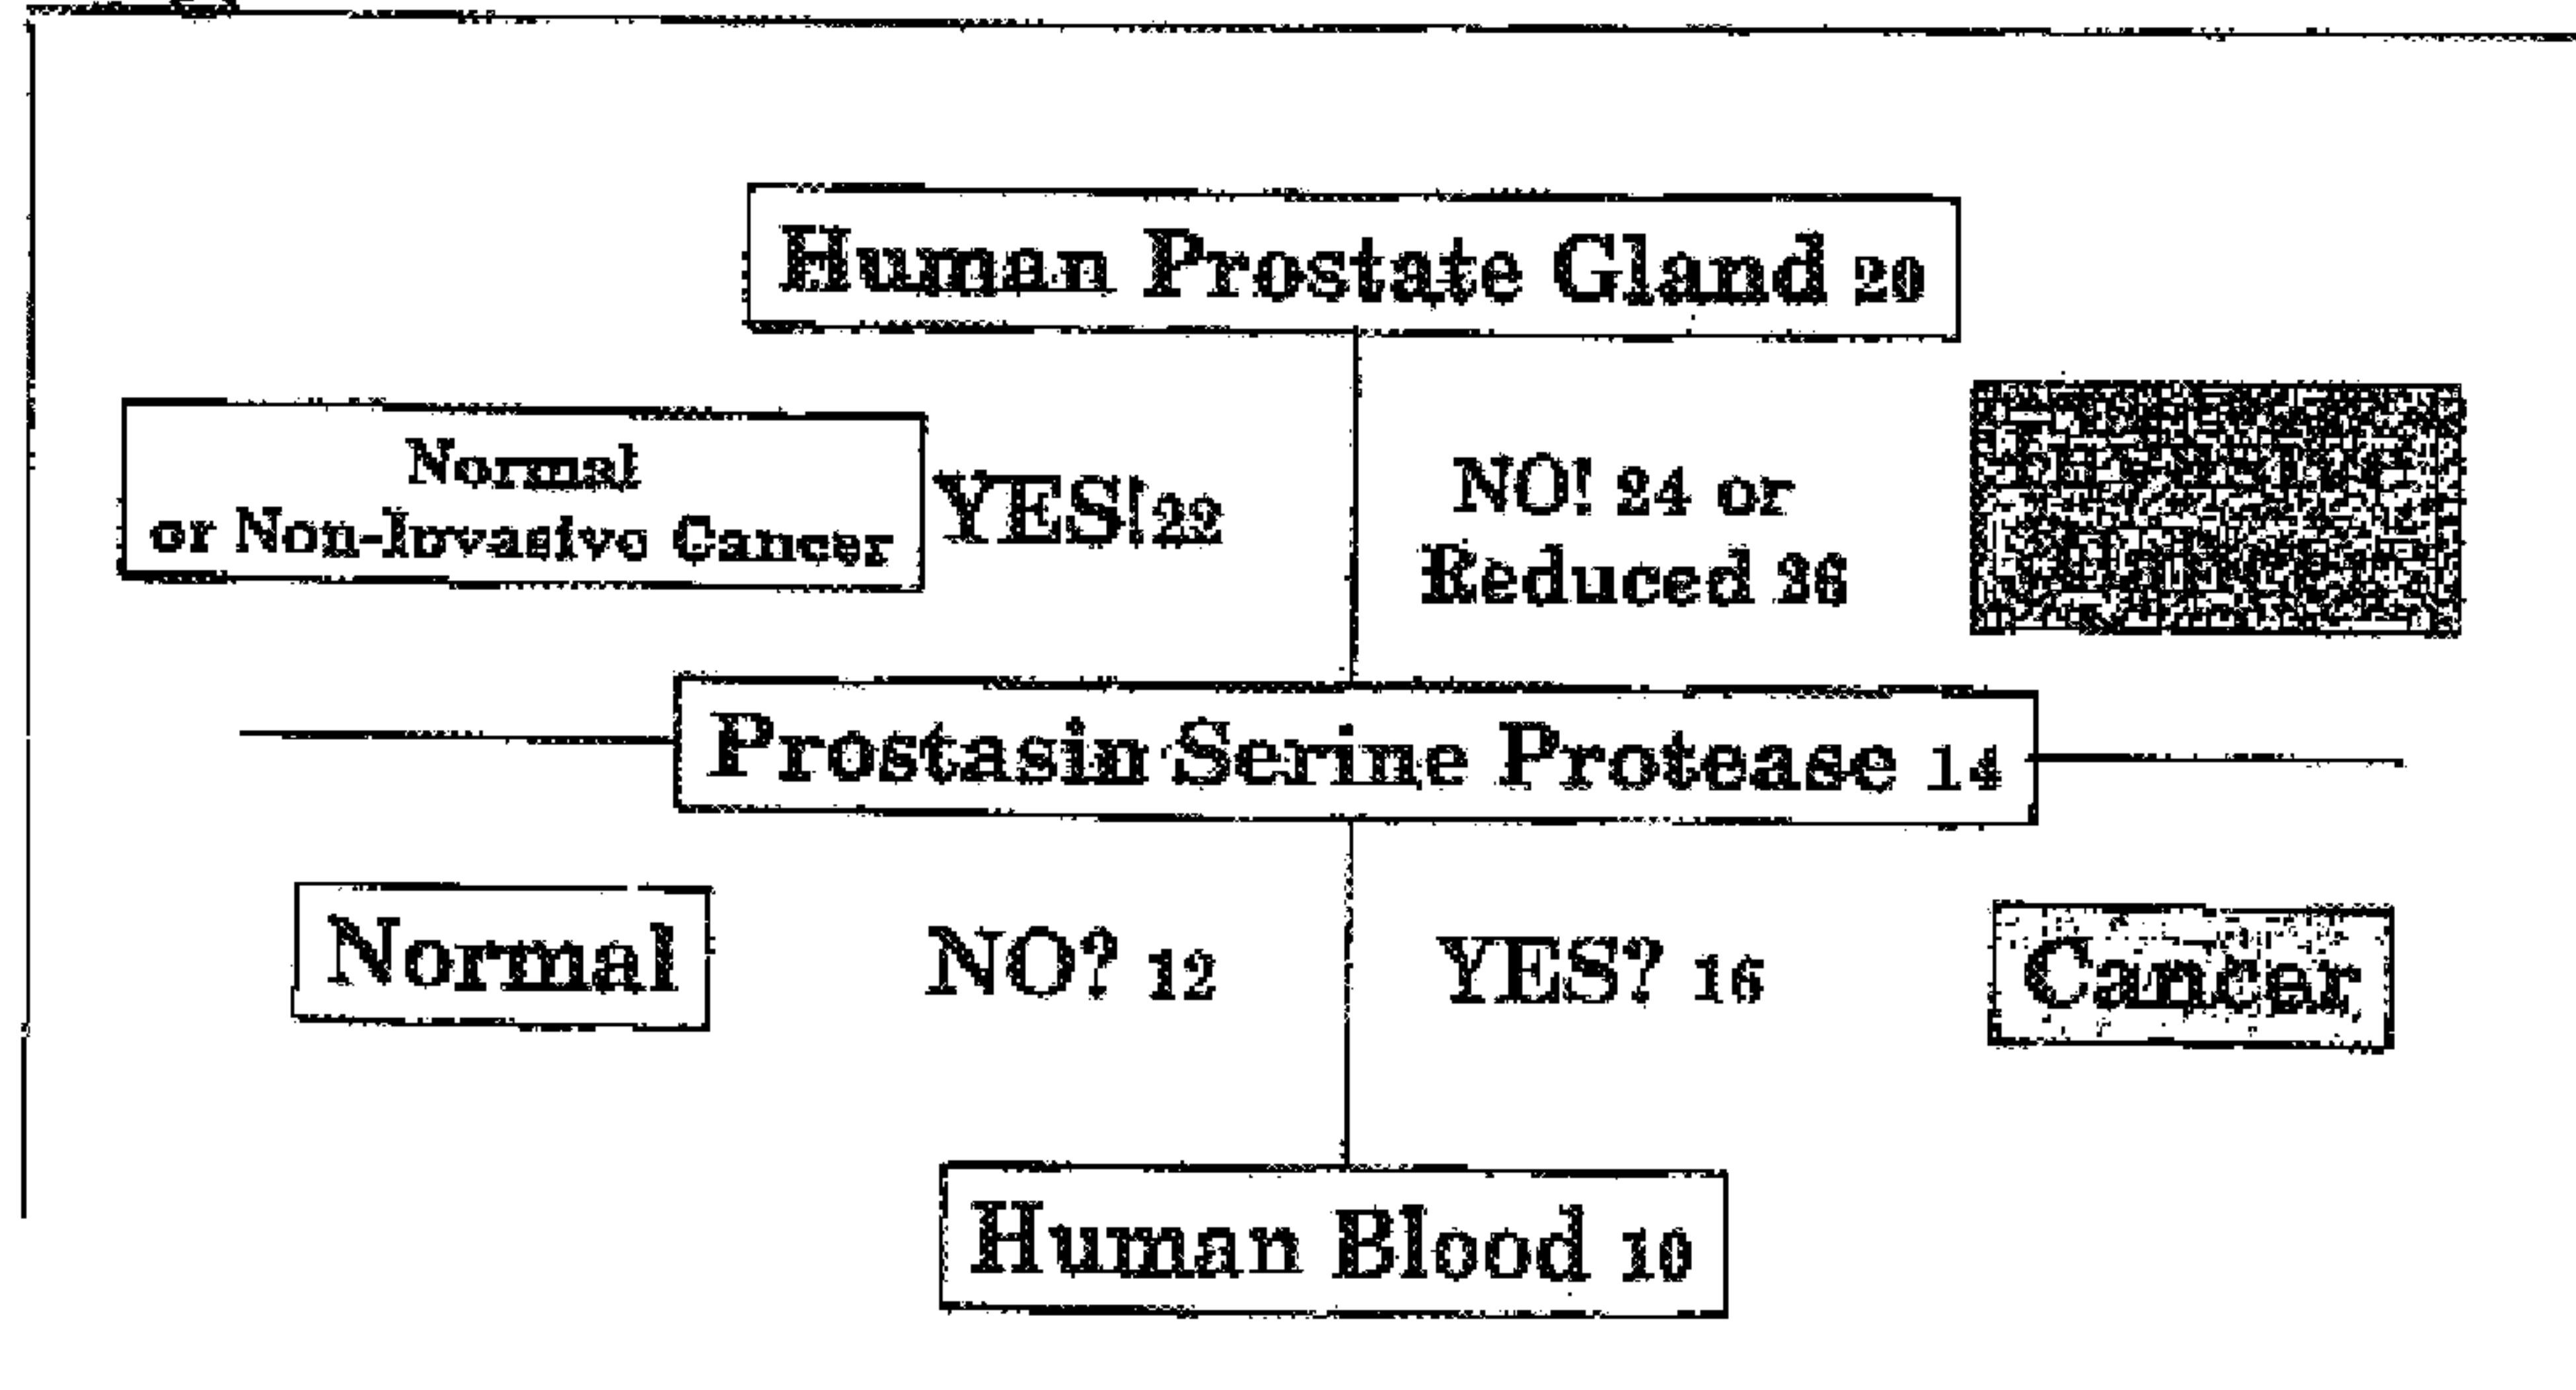 Human Prostate Gland 20
Normal
or Non-Invasive Cancer
YES! 22
NO! 24 or
Reduced 26
Prostasin Serine Protease 14
Normal
NO? 12
YES? 16
Cancer
Human Blood 10